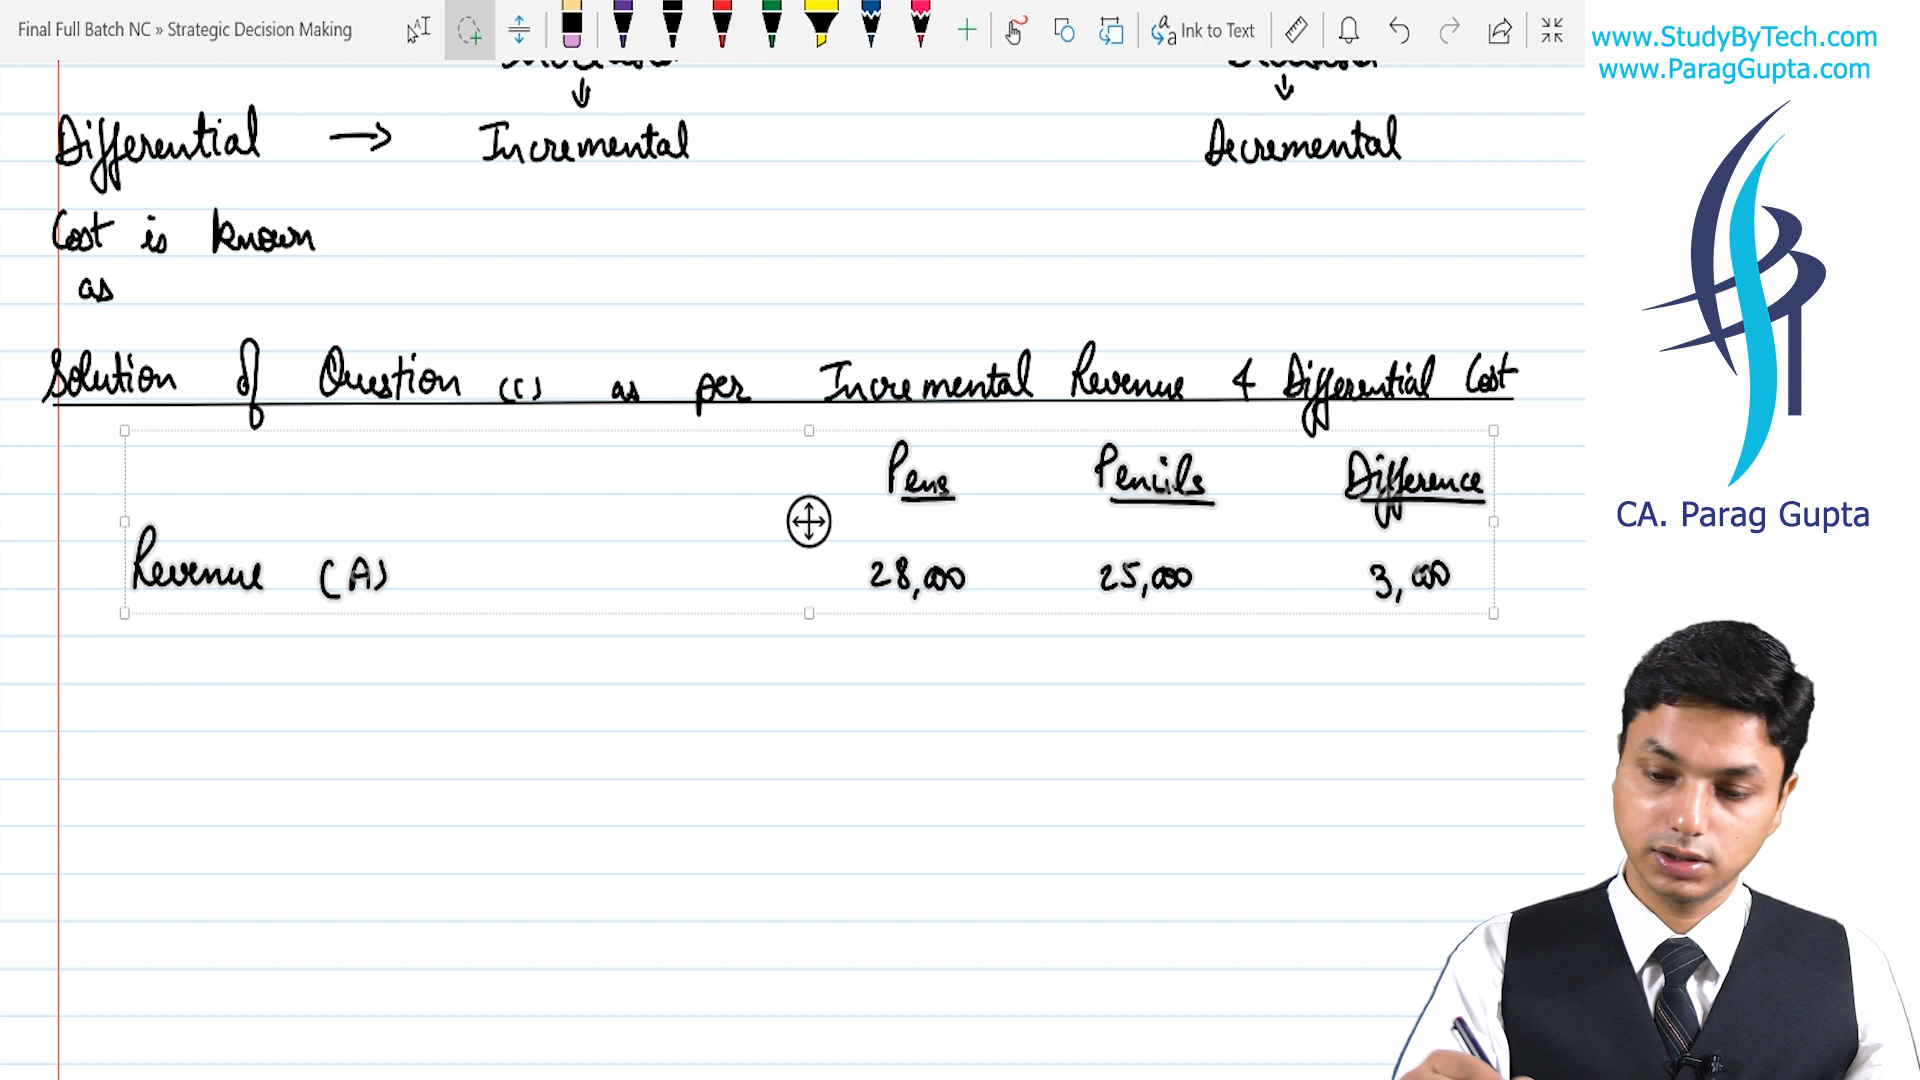 Final Full Batch NC » Strategic Decision Making
Ink to Text
www.StudyByTech.com
www.ParagGupta.com
Differential → Incremental Decremental
Cost is known
as
Solution of Question (C) as per Incremental Revenue & Differential Cost
Pens Pencils Difference
Revenue (A) 28,000 25,000 3,000
CA. Parag Gupta